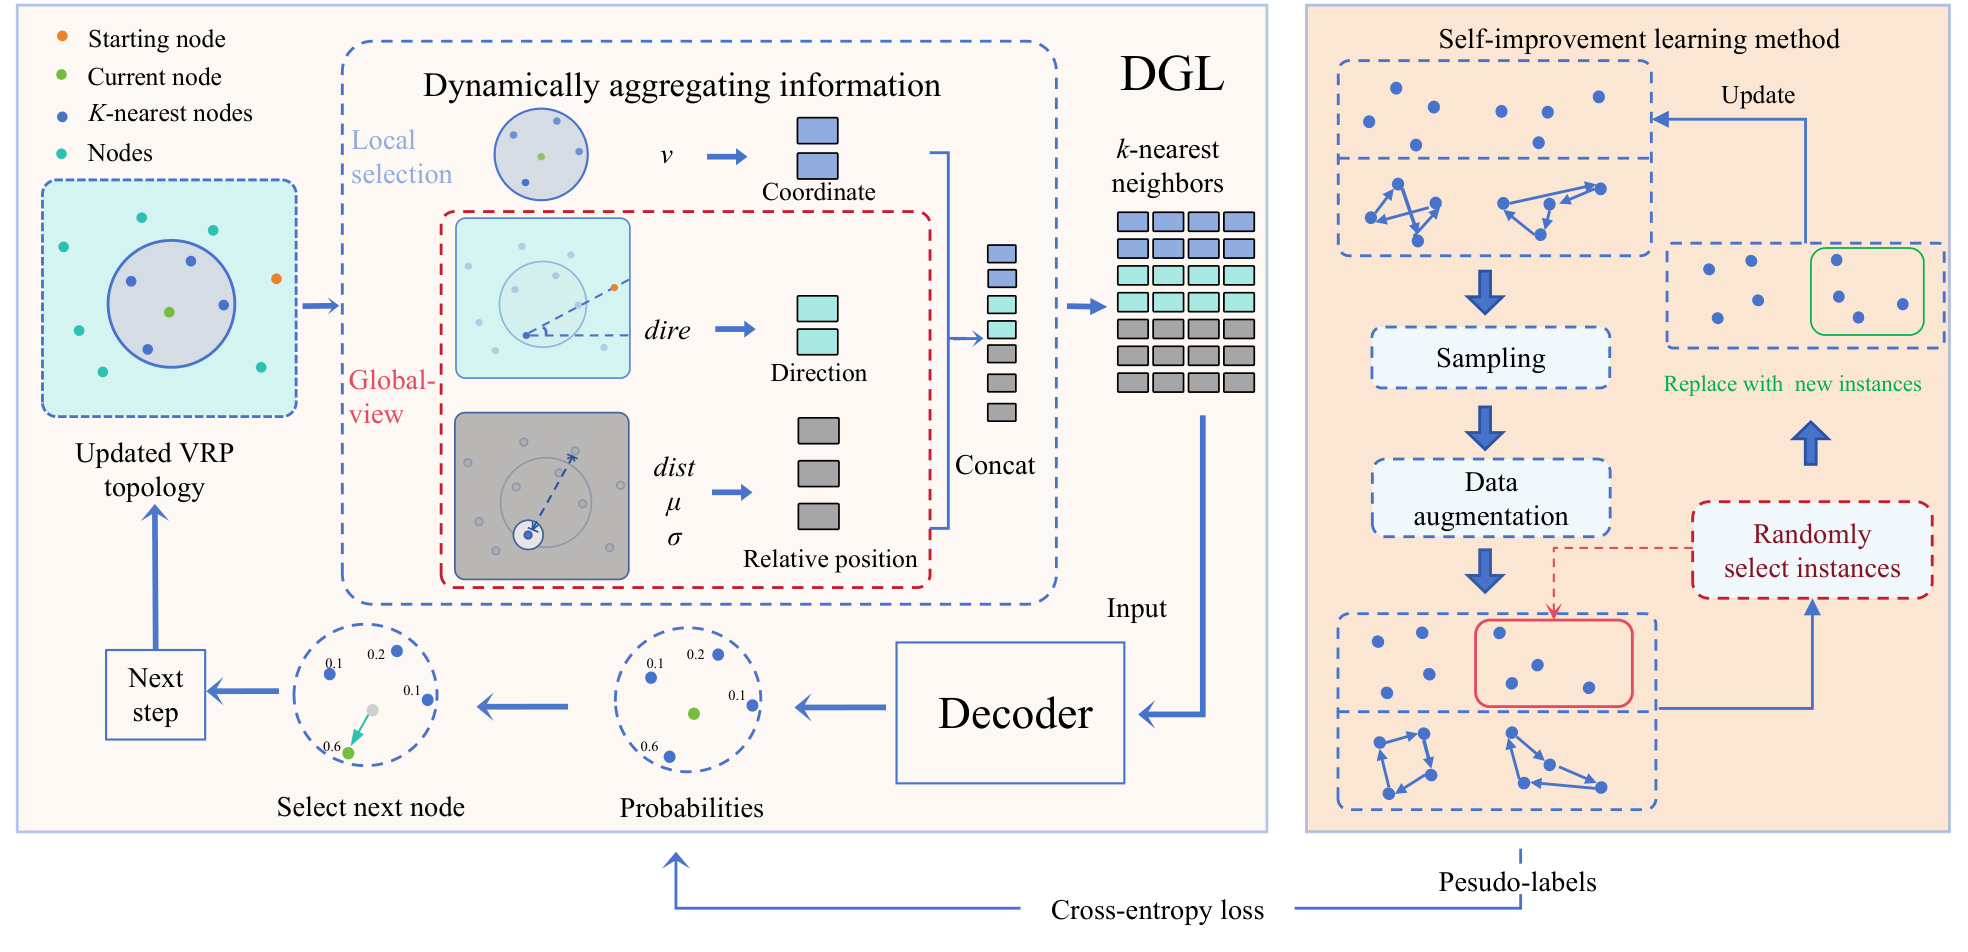 Starting node
Current node
K-nearest nodes
Nodes
Updated VRP
topology
Dynamically aggregating information
Local
selection
v
Coordinate
Global-
view
dire
Direction
dist
μ
σ
Relative position
Concat
DGL
k-nearest
neighbors
Input
Decoder
0.1
0.2
0.1
0.6
Probabilities
0.1
0.2
0.1
0.6
Select next node
Next
step
Self-improvement learning method
Update
Sampling
Replace with new instances
Data
augmentation
Randomly
select instances
Pesudo-labels
Cross-entropy loss